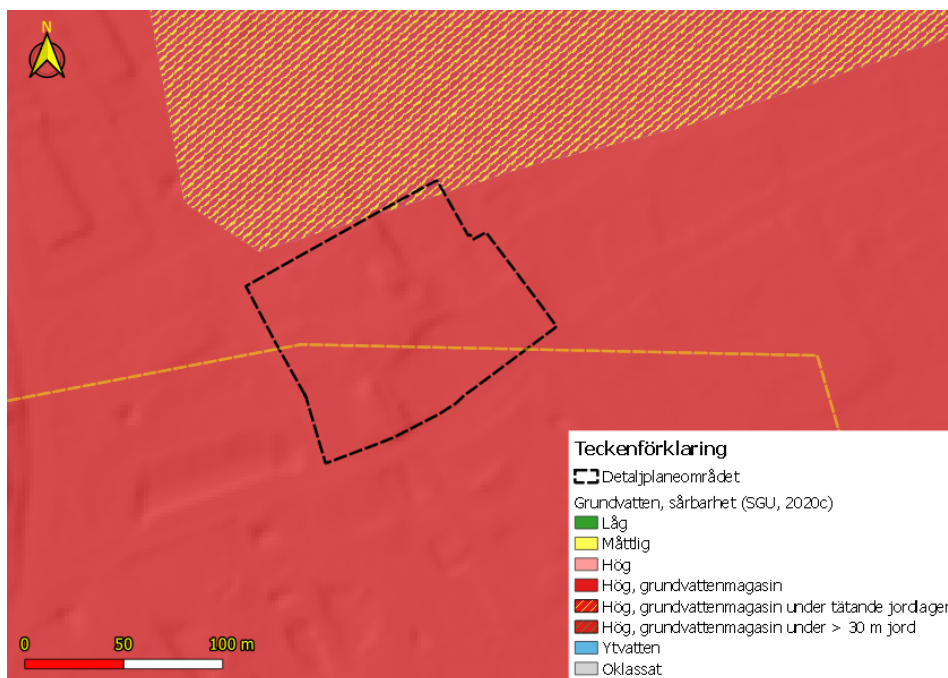 N
Teckenförklaring
Detaljplaneområdet
Grundvatten, sårbarhet (SGU, 2020c)
Låg
Måttlig
Hög
Hög, grundvattenmagasin
Hög, grundvattenmagasin under tätande jordlager
Hög, grundvattenmagasin under > 30 m jord
Ytvatten
Oklassat
0 50 100 m